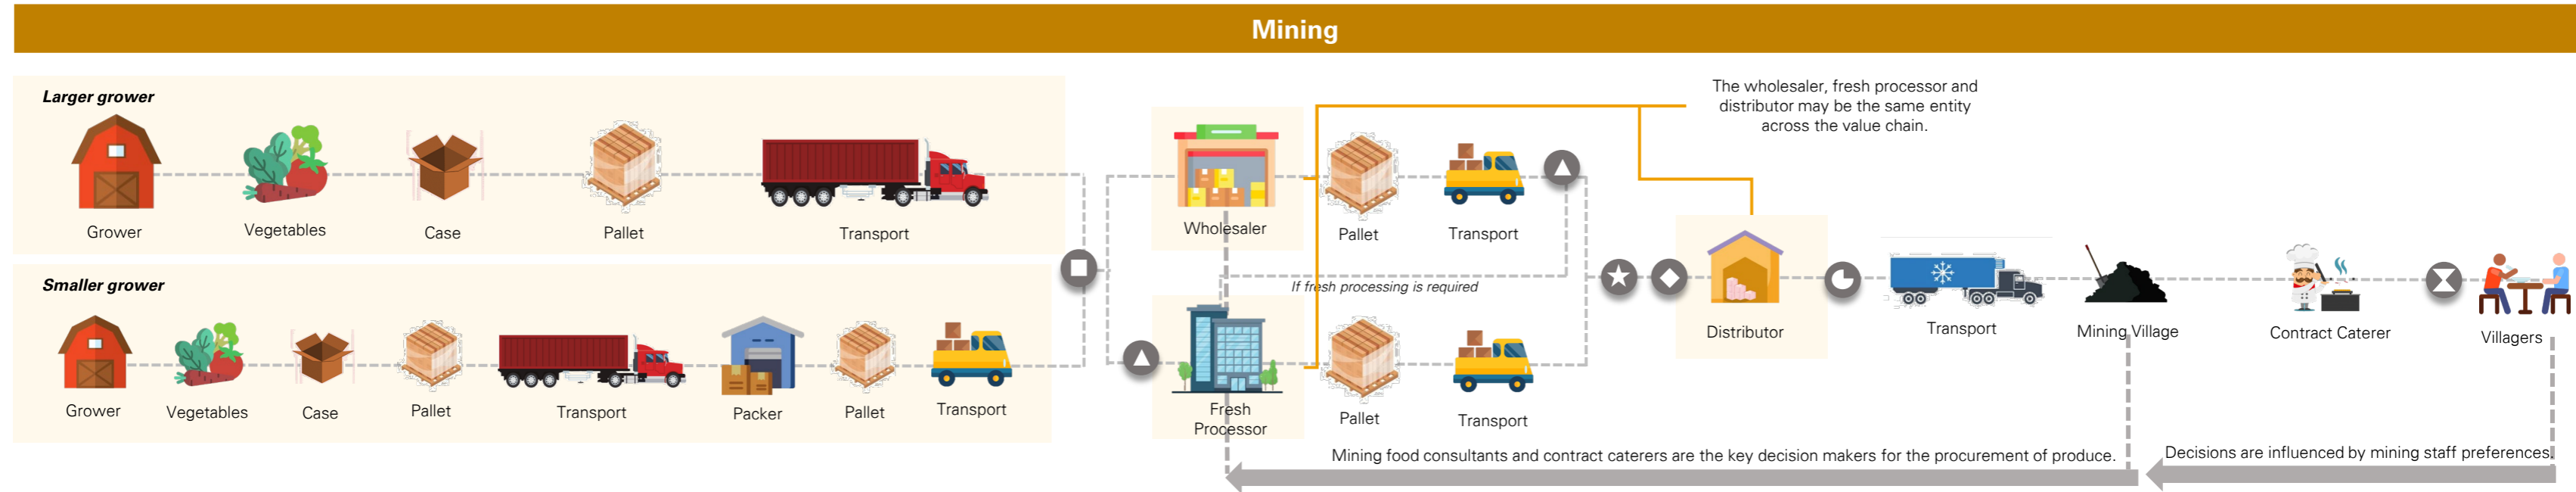 Mining
Larger grower
Grower
Vegetables
Case
Pallet
Transport
Smaller grower
Grower
Vegetables
Case
Pallet
Transport
Packer
Pallet
Transport
Wholesaler
Pallet
Transport
The wholesaler, fresh processor and
distributor may be the same entity
across the value chain.
If fresh processing is required
Fresh
Processor
Pallet
Transport
Distributor
Transport
Mining Village
Contract Caterer
Villagers
Mining food consultants and contract caterers are the key decision makers for the procurement of produce.
Decisions are influenced by mining staff preferences.